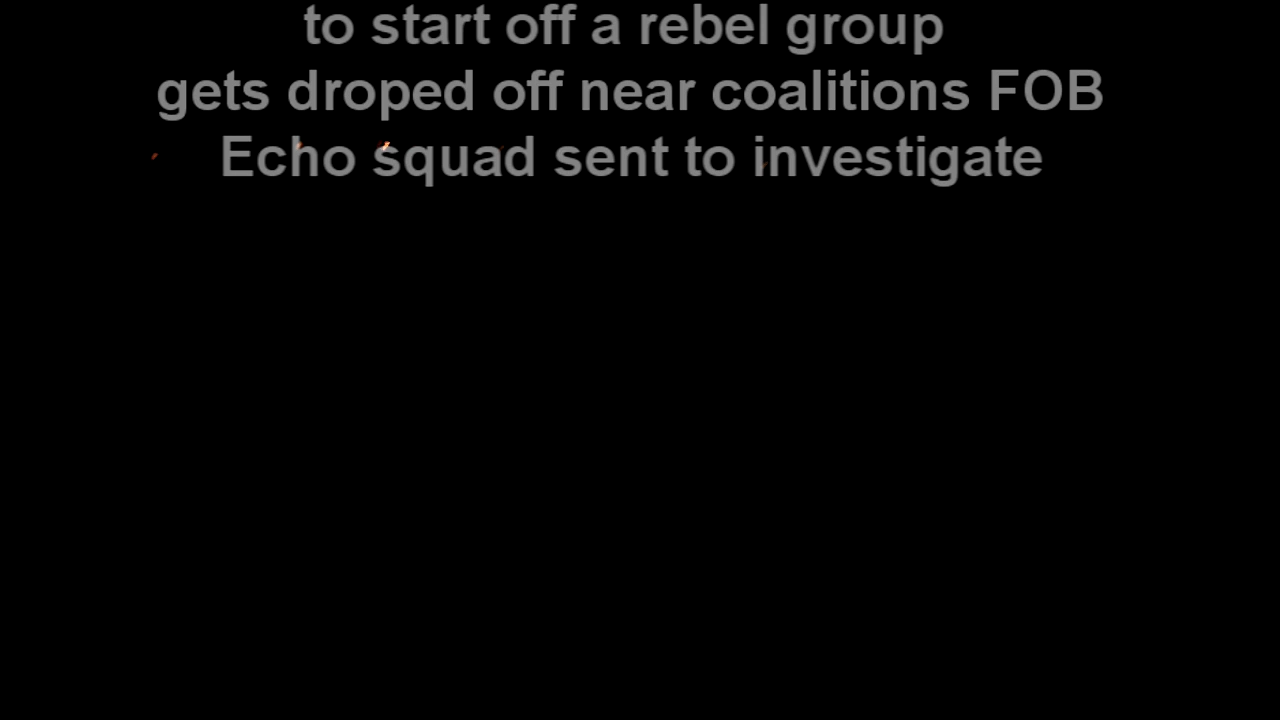 to start off a rebel group
gets droped off near coalitions FOB
Echo squad sent to investigate